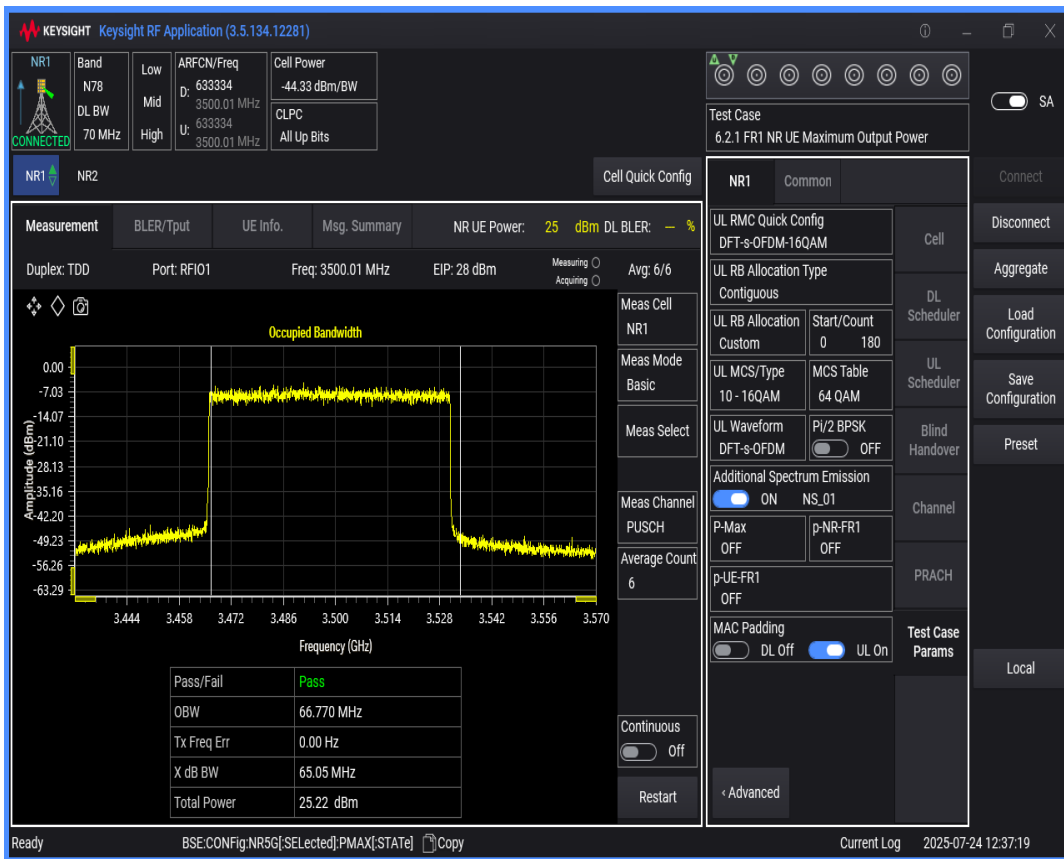 KEYSIGHT Keysight RF Application (3.5.134.12281)
NR1
CONNECTED
Band
N78
DL BW
70 MHz
Low
Mid
High
ARFCN/Freq
D: 633334
3500.01 MHz
U: 633334
3500.01 MHz
Cell Power
-44.33 dBm/BW
CLPC
All Up Bits
Test Case
6.2.1 FR1 NR UE Maximum Output Power
SA
NR1 NR2
Cell Quick Config
Measurement BLER/Tput UE Info. Msg. Summary NR UE Power: 25 dBm DL BLER: — %
Duplex: TDD Port: RFIO1 Freq: 3500.01 MHz EIP: 28 dBm Measuring Avg: 6/6
Acquiring
Occupied Bandwidth
Amplitude (dBm)
0.00
-7.03
-14.07
-21.10
-28.13
-35.16
-42.20
-49.23
-56.26
-63.29
3.444 3.458 3.472 3.486 3.500 3.514 3.528 3.542 3.556 3.570
Frequency (GHz)
Pass/Fail Pass
OBW 66.770 MHz
Tx Freq Err 0.00 Hz
X dB BW 65.05 MHz
Total Power 25.22 dBm
Meas Cell
NR1
Meas Mode
Basic
Meas Select
Meas Channel
PUSCH
Average Count
6
Continuous
Off
Restart
NR1 Common
UL RMC Quick Config
DFT-s-OFDM-16QAM
UL RB Allocation Type
Contiguous
UL RB Allocation
Custom
Start/Count
0 180
UL MCS/Type
10 - 16QAM
MCS Table
64 QAM
UL Waveform
DFT-s-OFDM
Pi/2 BPSK
OFF
Additional Spectrum Emission
ON NS_01
P-Max
OFF
p-NR-FR1
OFF
p-UE-FR1
OFF
MAC Padding
DL Off UL On
‹ Advanced
Cell
DL
Scheduler
UL
Scheduler
Blind
Handover
Channel
PRACH
Test Case
Params
Connect
Disconnect
Aggregate
Load
Configuration
Save
Configuration
Preset
Local
Ready BSE:CONFig:NR5G[:SELected]:PMAX[:STATe] Copy Current Log 2025-07-24 12:37:19